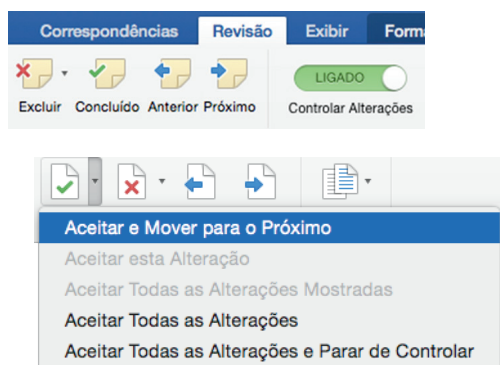 Correspondências Revisão Exibir Form
Excluir Concluído Anterior Próximo LIGADO Controlar Alterações
Aceitar e Mover para o Próximo
Aceitar esta Alteração
Aceitar Todas as Alterações Mostradas
Aceitar Todas as Alterações
Aceitar Todas as Alterações e Parar de Controlar